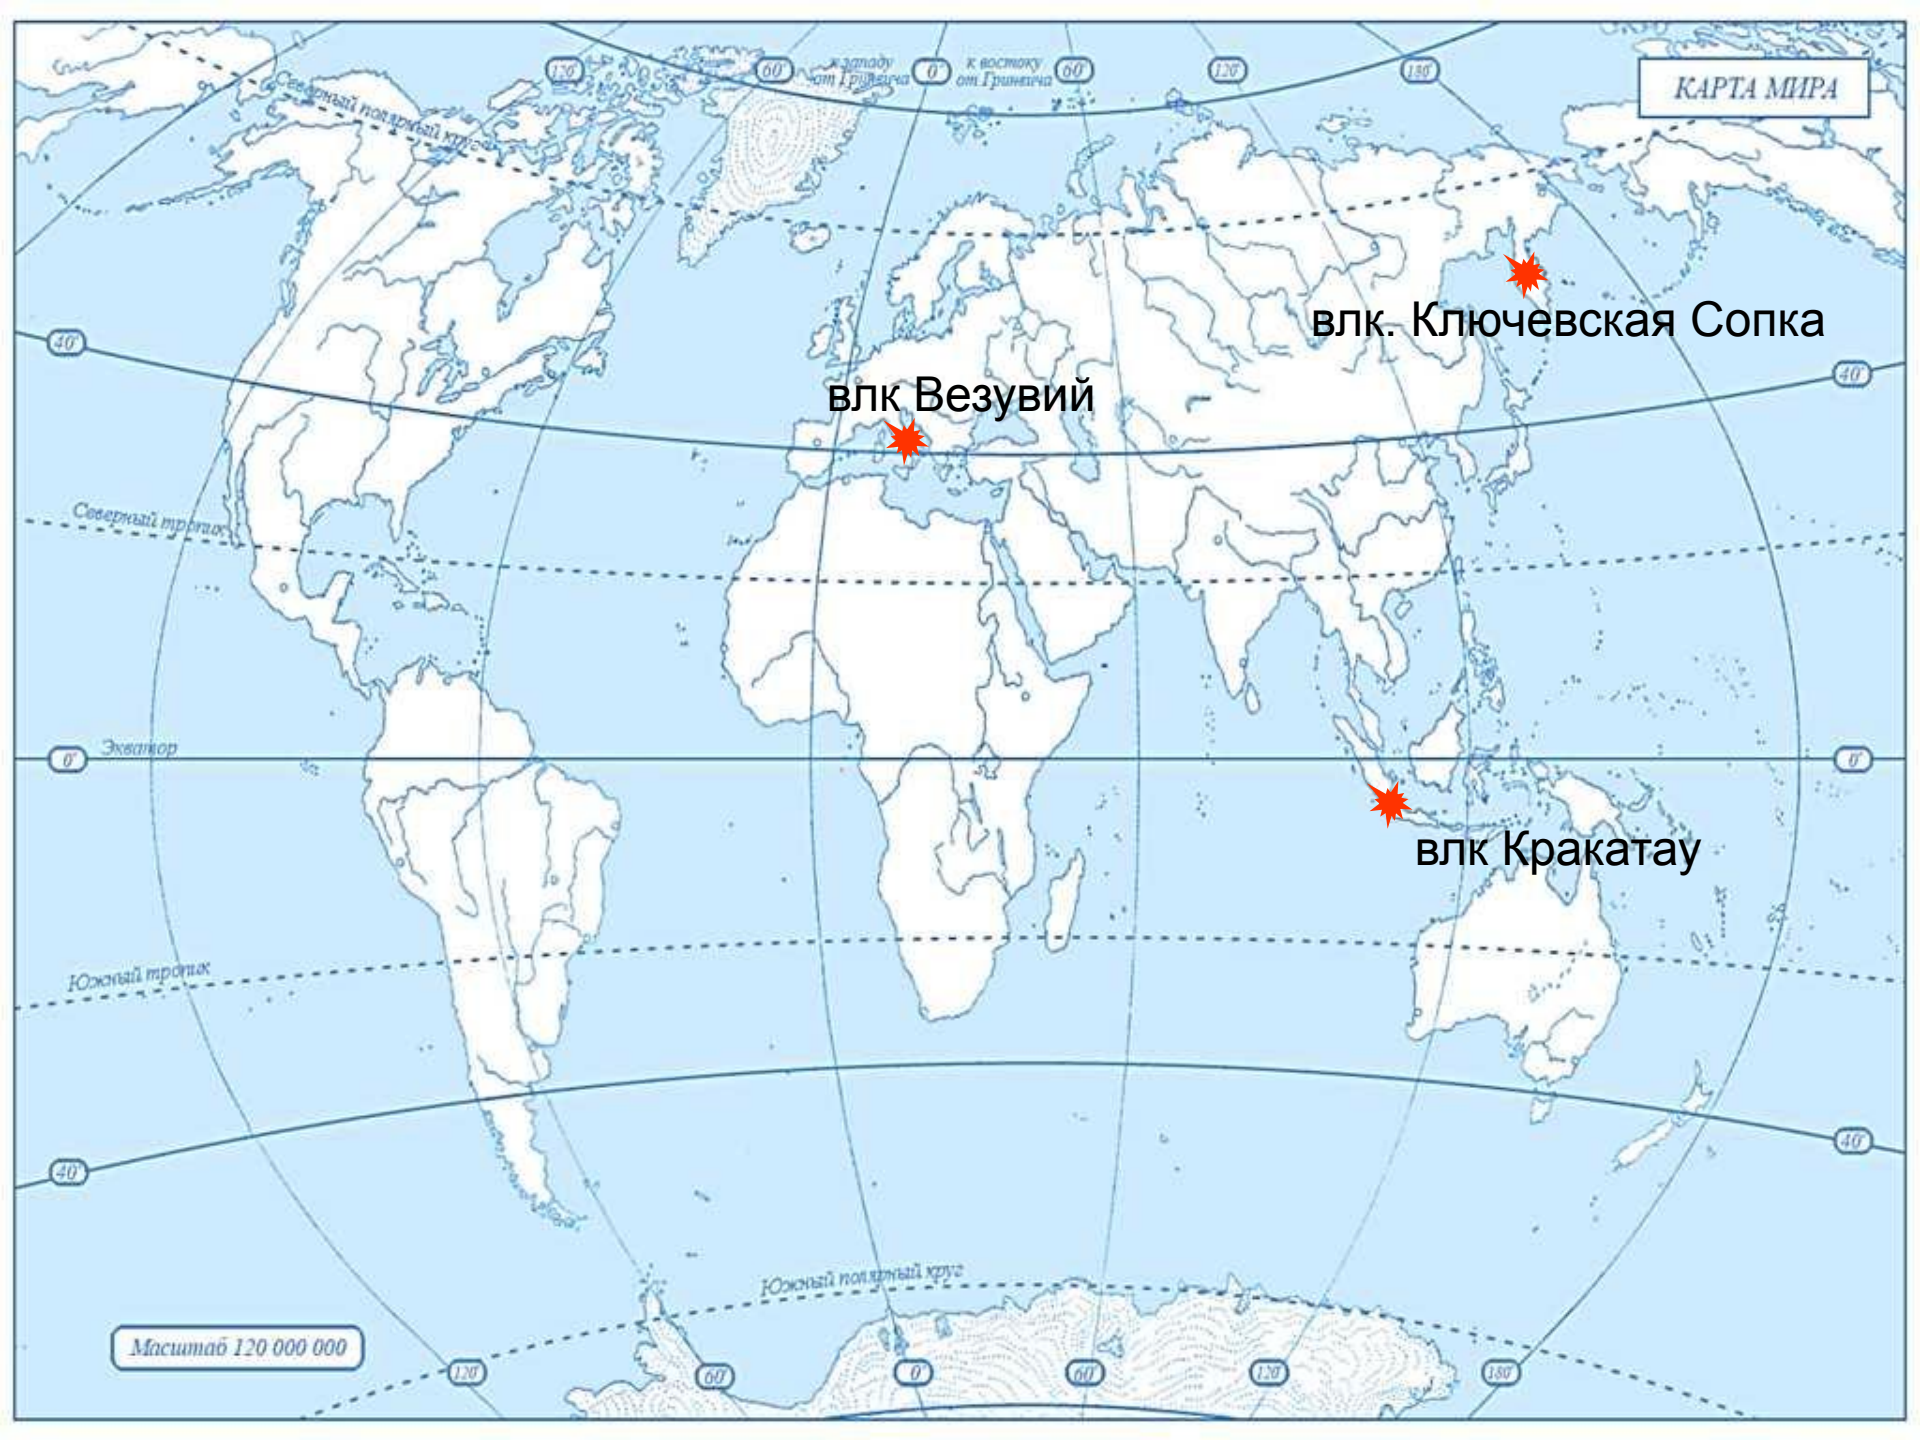 120°
60°
к западу
от Гринвича
0°
к востоку
от Гринвича
60°
120°
180°
КАРТА МИРА
Северный полярный круг
влк. Ключевская Сопка
40°
40°
влк Везувий
Северный тропик
Экватор
0°
0°
влк Кракатау
Южный тропик
40°
40°
Южный полярный круг
Масштаб 120 000 000
120°
60°
0°
60°
120°
180°